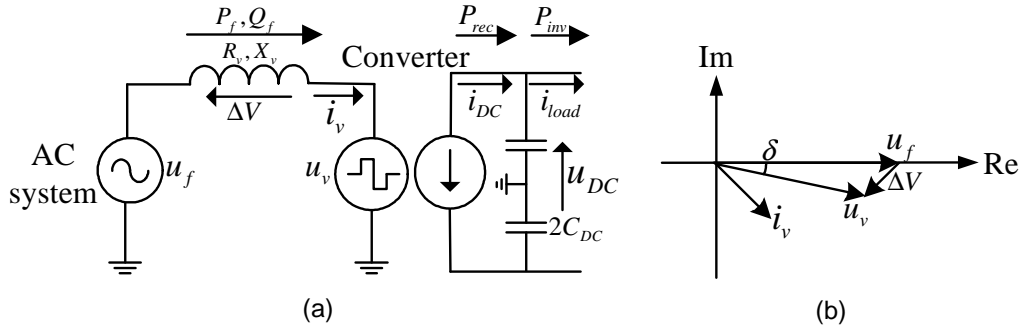 P_f, Q_f
P_rec
P_inv
R_v, X_v
Converter
Im
ΔV
i_v
i_DC
i_load
AC
system
u_f
u_v
u_DC
2C_DC
δ
u_f
Re
ΔV
u_v
i_v
(a)
(b)